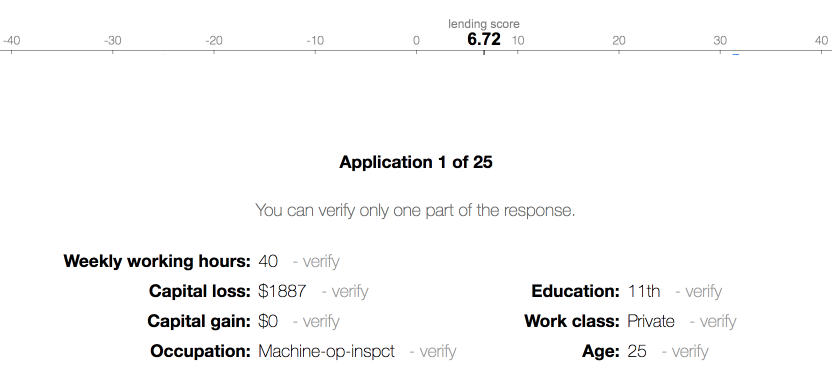 lending score
6.72
-40 -30 -20 -10 0 10 20 30 40
Application 1 of 25
You can verify only one part of the response.
Weekly working hours: 40 - verify
Capital loss: $1887 - verify Education: 11th - verify
Capital gain: $0 - verify Work class: Private - verify
Occupation: Machine-op-inspct - verify Age: 25 - verify